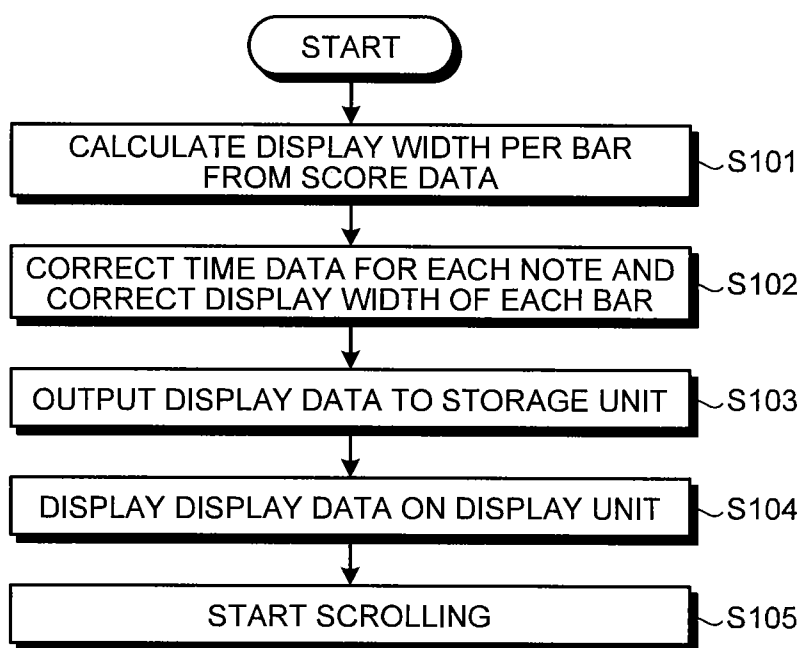 START
CALCULATE DISPLAY WIDTH PER BAR
FROM SCORE DATA
S101
CORRECT TIME DATA FOR EACH NOTE AND
CORRECT DISPLAY WIDTH OF EACH BAR
S102
OUTPUT DISPLAY DATA TO STORAGE UNIT
S103
DISPLAY DISPLAY DATA ON DISPLAY UNIT
S104
START SCROLLING
S105